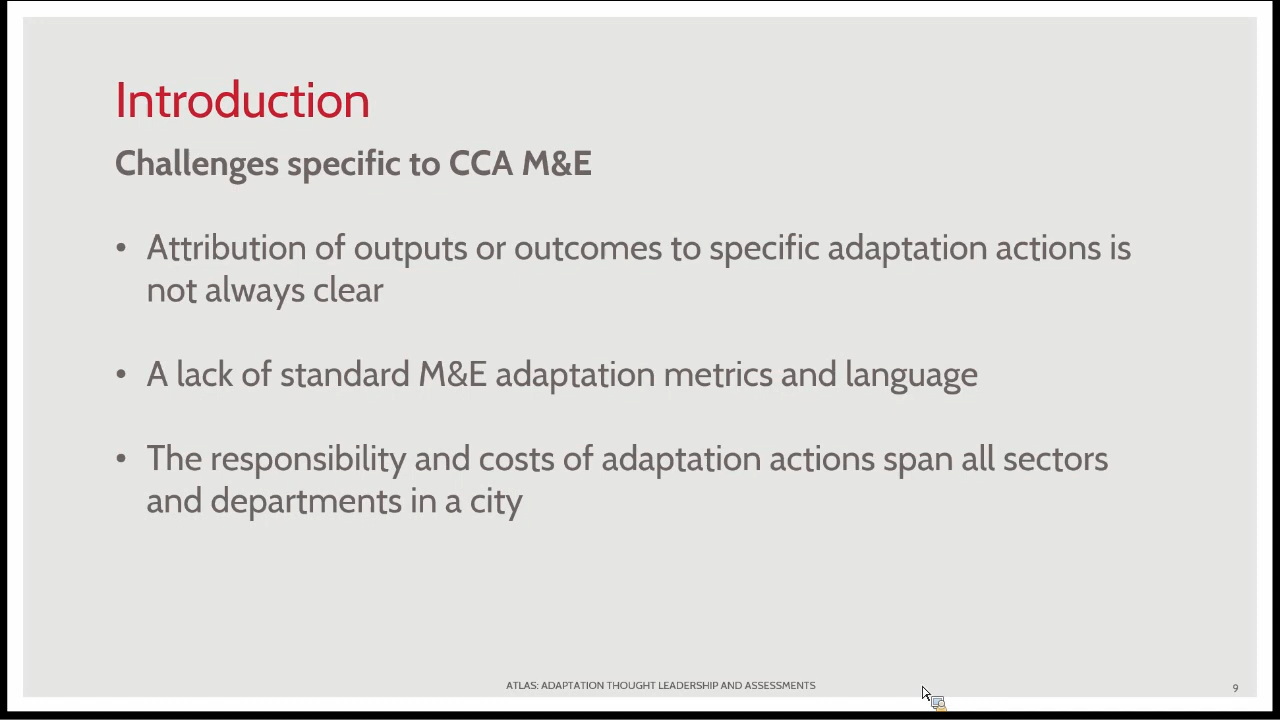 Introduction
Challenges specific to CCA M&E
• Attribution of outputs or outcomes to specific adaptation actions is
not always clear
• A lack of standard M&E adaptation metrics and language
• The responsibility and costs of adaptation actions span all sectors
and departments in a city
ATLAS: ADAPTATION THOUGHT LEADERSHIP AND ASSESSMENTS
9